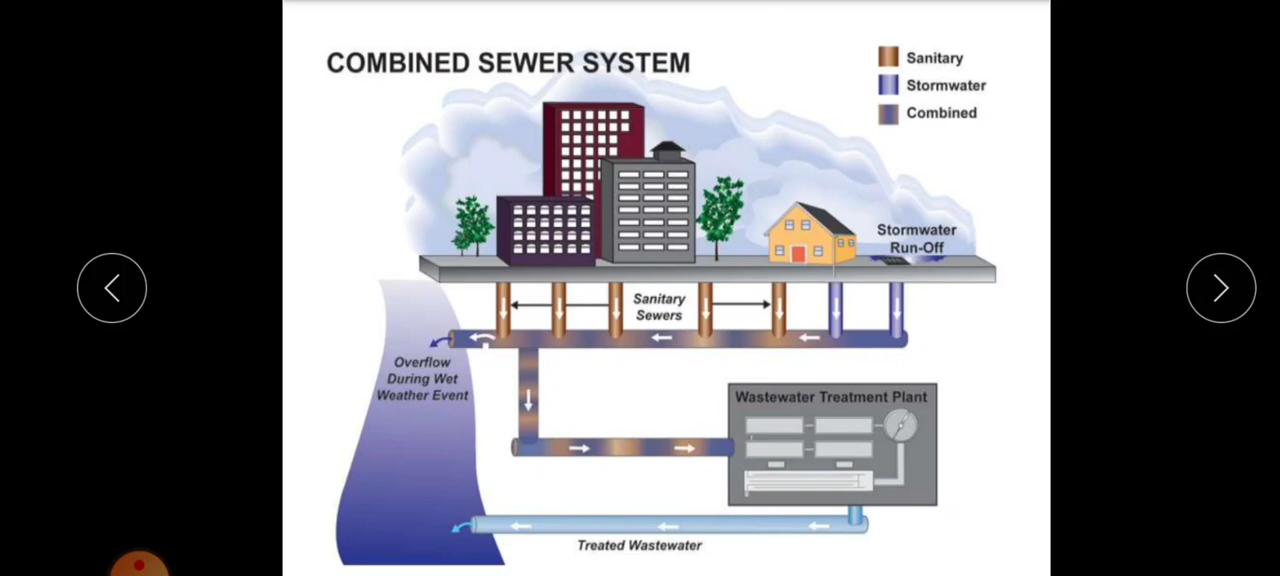 COMBINED SEWER SYSTEM
Sanitary
Stormwater
Combined
Stormwater
Run-Off
Sanitary
Sewers
Overflow
During Wet
Weather Event
Wastewater Treatment Plant
Treated Wastewater